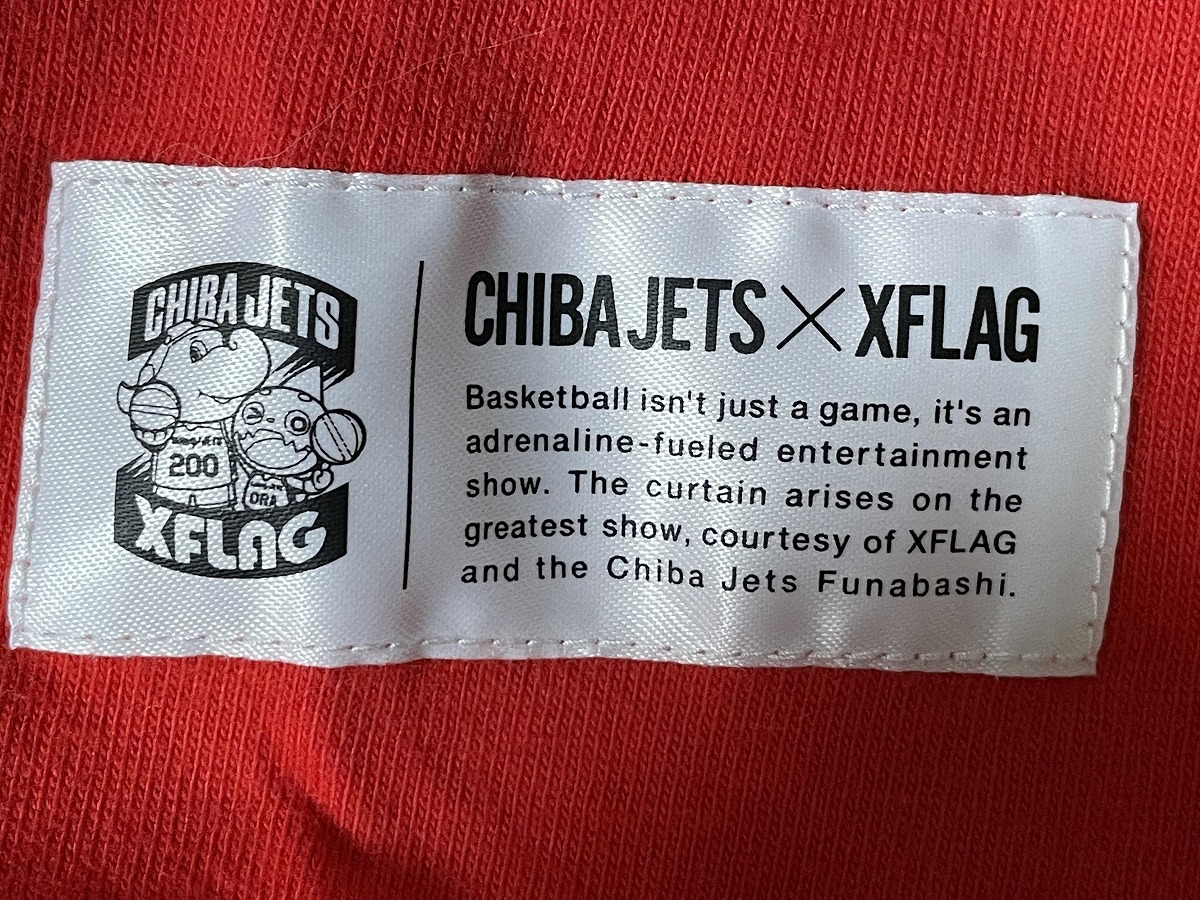 CHIBA JETS
200
ORA
XFLAG
CHIBA JETS × XFLAG
Basketball isn't just a game, it's an
adrenaline-fueled entertainment
show. The curtain arises on the
greatest show, courtesy of XFLAG
and the Chiba Jets Funabashi.